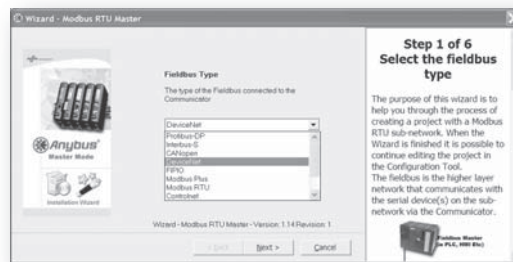 Wizard - Modbus RTU Master
Fieldbus Type
The type of the Fieldbus connected to the
Communicator
DeviceNet
Profibus-DP
Interbus-S
CANopen
DeviceNet
FIPIO
Modbus Plus
Modbus RTU
Controlnet
Anybus®
Master Mode
Installation Wizard
Wizard - Modbus RTU Master - Version: 1.14 Revision: 1
< Back
Next >
Cancel
Step 1 of 6
Select the fieldbus
type
The purpose of this wizard is to
help you through the process of
creating a project with a Modbus
RTU sub-network. When the
Wizard is finished it is possible to
continue editing the project in
the Configuration Tool.
The fieldbus is the higher layer
network that communicates with
the serial device(s) on the sub-
network via the Communicator.
Fieldbus Master
(ie PLC, HMI Etc)